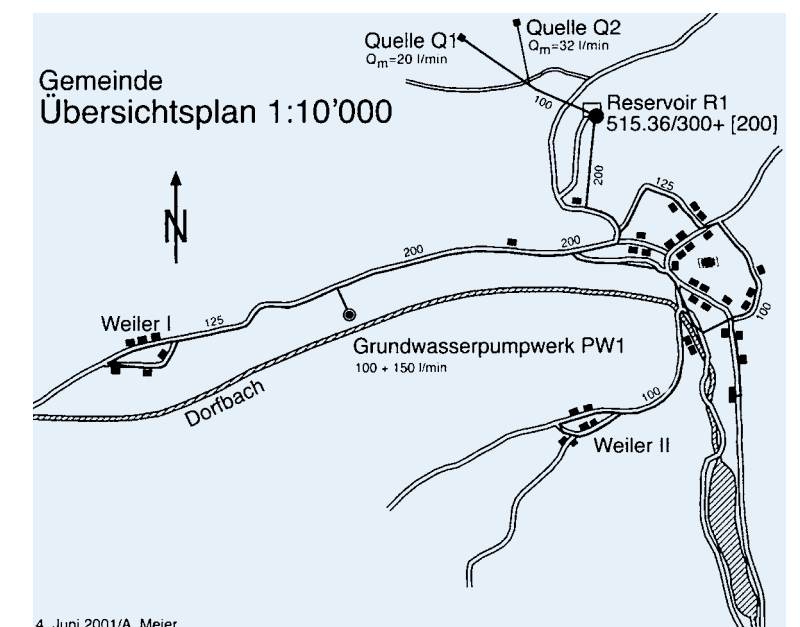 Quelle Q1
Qm=20 l/min
Quelle Q2
Qm=32 l/min
Gemeinde
Übersichtsplan 1:10'000
100
Reservoir R1
515.36/300+ [200]
N
200
125
200
200
125
Weiler I
100
Grundwasserpumpwerk PW1
100 + 150 l/min
Dorfbach
100
Weiler II
4. Juni 2001/A. Meier